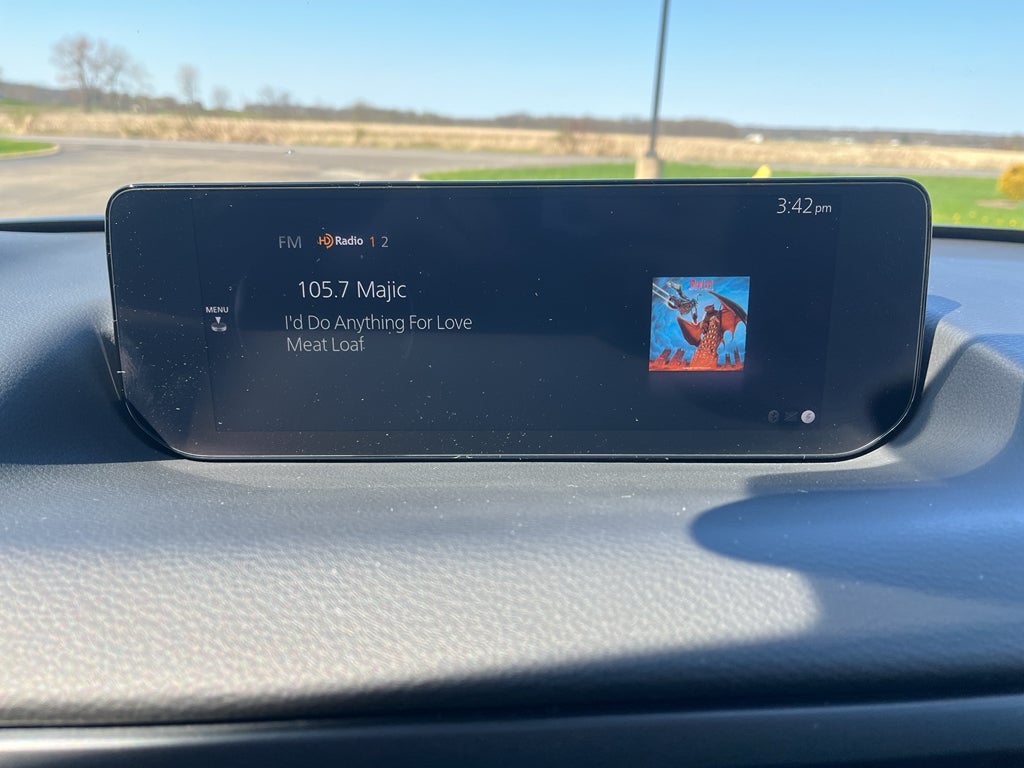 3:42 pm
FM HD Radio 1 2
105.7 Majic
MENU
I'd Do Anything For Love
Meat Loaf